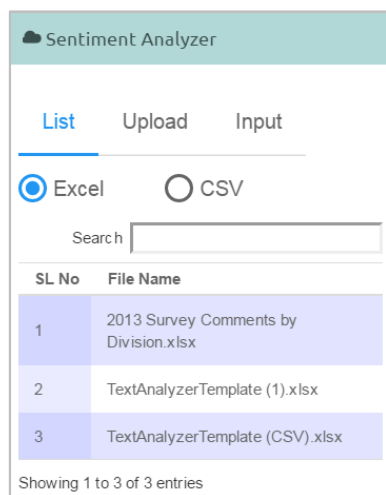 Sentiment Analyzer
List Upload Input
Excel CSV
Search
SL No File Name
1 2013 Survey Comments by
Division.xlsx
2 TextAnalyzerTemplate (1).xlsx
3 TextAnalyzerTemplate (CSV).xlsx
Showing 1 to 3 of 3 entries